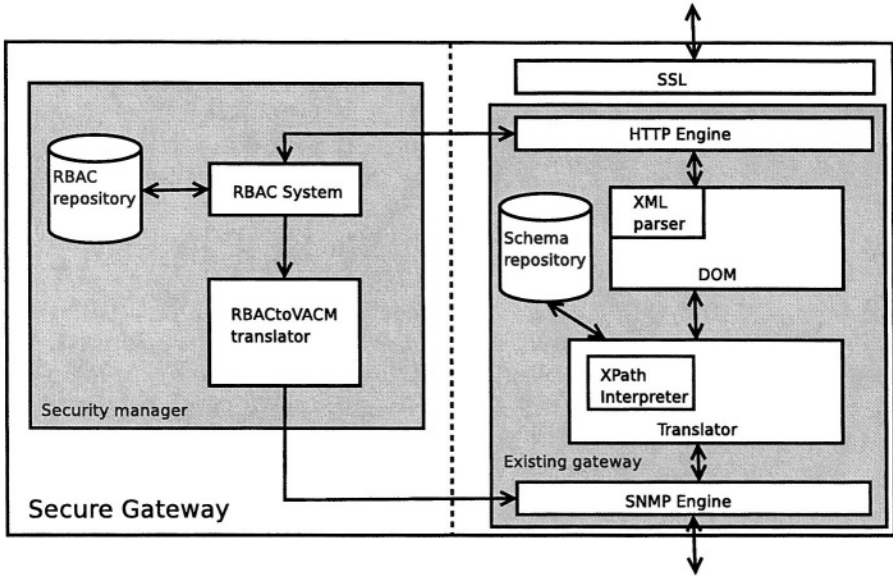 SSL
HTTP Engine
RBAC
repository
RBAC System
XML
parser
Schema
repository
DOM
RBACtoVACM
translator
XPath
Interpreter
Security manager
Translator
Existing gateway
Secure Gateway
SNMP Engine